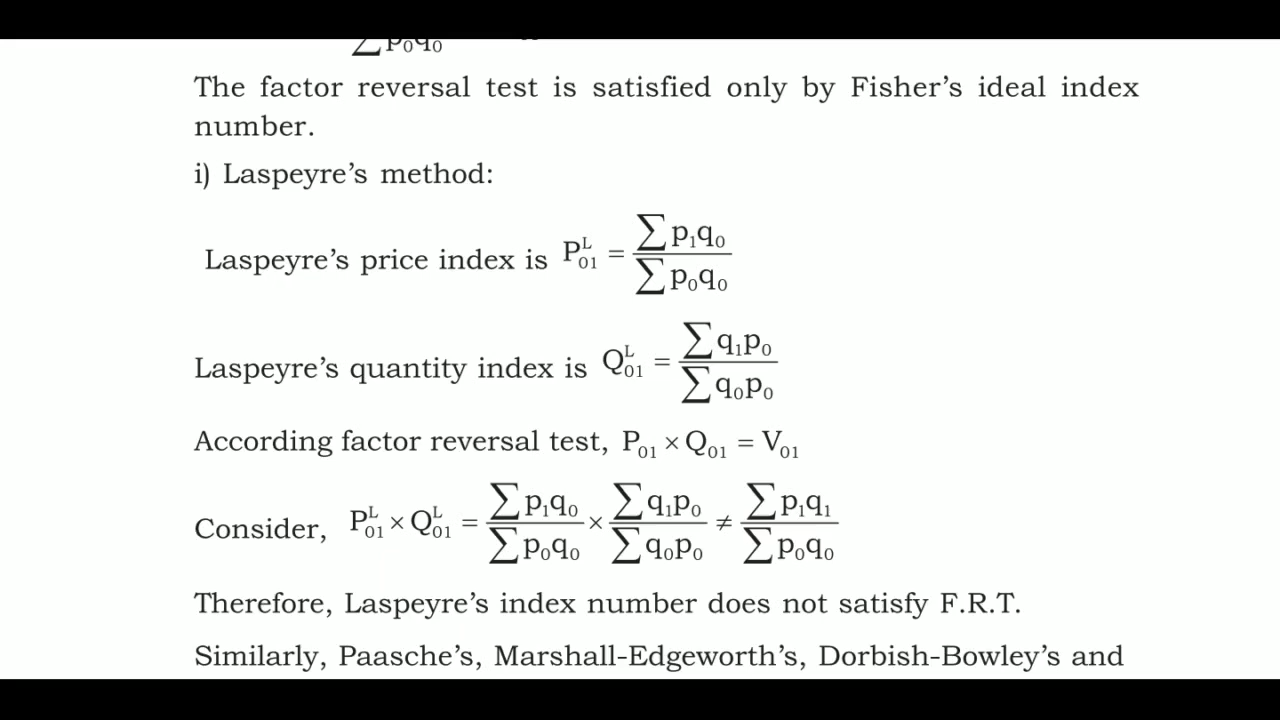 ∑p₀q₀
The factor reversal test is satisfied only by Fisher’s ideal index
number.
i) Laspeyre’s method:
Laspeyre’s price index is P₀₁ᴸ = ∑p₁q₀ / ∑p₀q₀
Laspeyre’s quantity index is Q₀₁ᴸ = ∑q₁p₀ / ∑q₀p₀
According factor reversal test, P₀₁ × Q₀₁ = V₀₁
Consider, P₀₁ᴸ × Q₀₁ᴸ = ∑p₁q₀ / ∑p₀q₀ × ∑q₁p₀ / ∑q₀p₀ ≠ ∑p₁q₁ / ∑p₀q₀
Therefore, Laspeyre’s index number does not satisfy F.R.T.
Similarly, Paasche’s, Marshall-Edgeworth’s, Dorbish-Bowley’s and